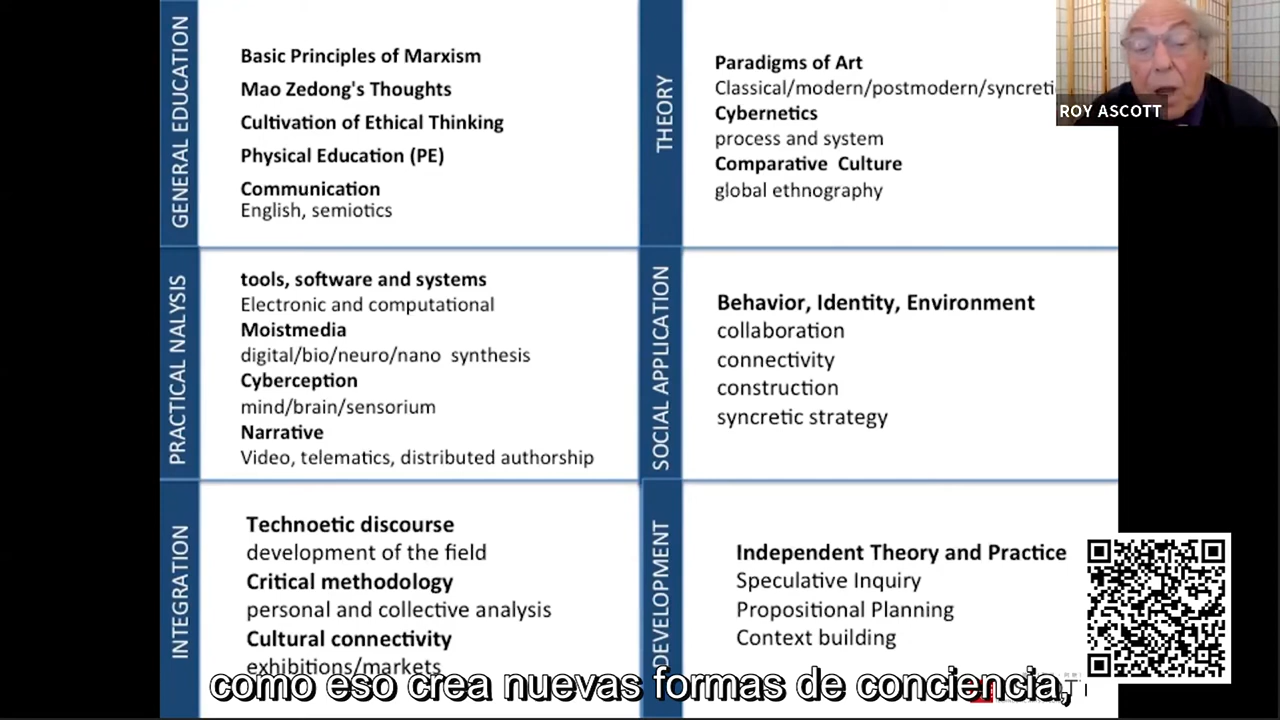 GENERAL EDUCATION
Basic Principles of Marxism
Mao Zedong's Thoughts
Cultivation of Ethical Thinking
Physical Education (PE)
Communication
English, semiotics
THEORY
Paradigms of Art
Classical/modern/postmodern/syncreti
Cybernetics
process and system
Comparative Culture
global ethnography
ROY ASCOTT
PRACTICAL NALYSIS
tools, software and systems
Electronic and computational
Moistmedia
digital/bio/neuro/nano synthesis
Cyberception
mind/brain/sensorium
Narrative
Video, telematics, distributed authorship
SOCIAL APPLICATION
Behavior, Identity, Environment
collaboration
connectivity
construction
syncretic strategy
INTEGRATION
Technoetic discourse
development of the field
Critical methodology
personal and collective analysis
Cultural connectivity
exhibitions/markets
DEVELOPMENT
Independent Theory and Practice
Speculative Inquiry
Propositional Planning
Context building
como eso crea nuevas formas de conciencia,